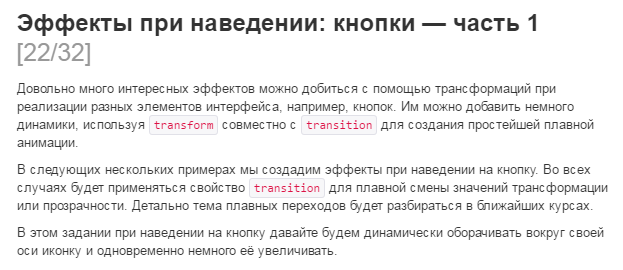 Эффекты при наведении: кнопки — часть 1
[22/32]
Довольно много интересных эффектов можно добиться с помощью трансформаций при
реализации разных элементов интерфейса, например, кнопок. Им можно добавить немного
динамики, используя transform совместно с transition для создания простейшей плавной
анимации.
В следующих нескольких примерах мы создадим эффекты при наведении на кнопку. Во всех
случаях будет применяться свойство transition для плавной смены значений трансформации
или прозрачности. Детально тема плавных переходов будет разбираться в ближайших курсах.
В этом задании при наведении на кнопку давайте будем динамически оборачивать вокруг своей
оси иконку и одновременно немного её увеличивать.